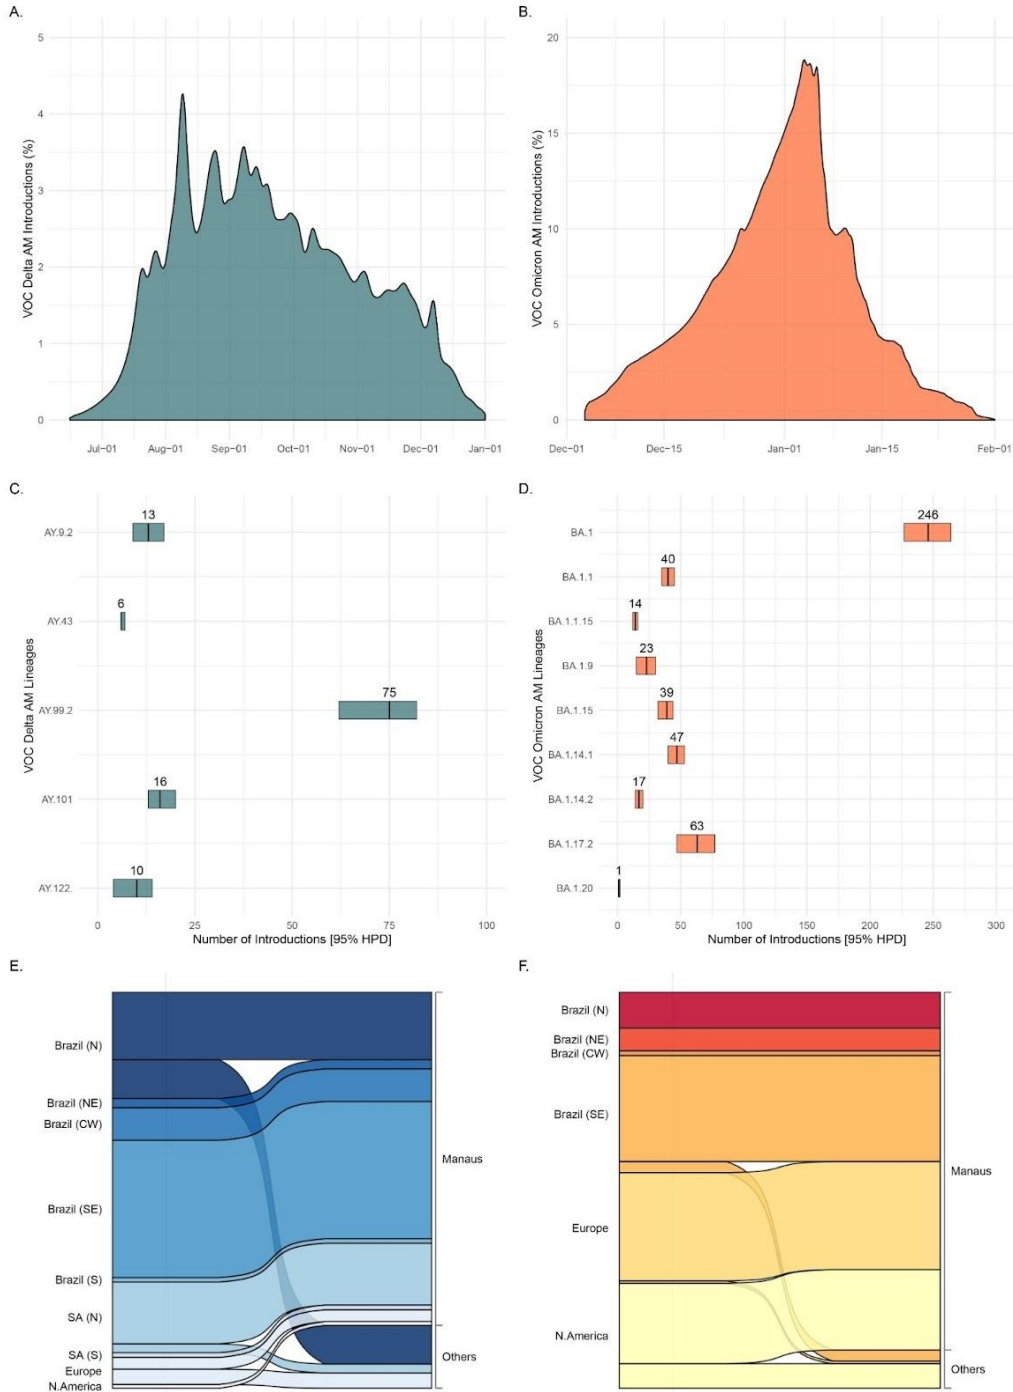 A.
VOC Delta AM Introductions (%)
5
4
3
2
1
0
Jul−01
Aug−01
Sep−01
Oct−01
Nov−01
Dec−01
Jan−01
B.
VOC Omicron AM Introductions (%)
20
15
10
5
0
Dec−01
Dec−15
Jan−01
Jan−15
Feb−01
C.
VOC Delta AM Lineages
AY.9.2
13
AY.43
6
AY.99.2
75
AY.101
16
AY.122.
10
0
25
50
75
100
Number of Introductions [95% HPD]
D.
VOC Omicron AM Lineages
BA.1
246
BA.1.1
40
BA.1.1.15
14
BA.1.9
23
BA.1.15
39
BA.1.14.1
47
BA.1.14.2
17
BA.1.17.2
63
BA.1.20
1
0
50
100
150
200
250
300
Number of Introductions [95% HPD]
E.
Brazil (N)
Brazil (NE)
Brazil (CW)
Brazil (SE)
Brazil (S)
SA (N)
SA (S)
Europe
N.America
Manaus
Others
F.
Brazil (N)
Brazil (NE)
Brazil (CW)
Brazil (SE)
Europe
N.America
Manaus
Others